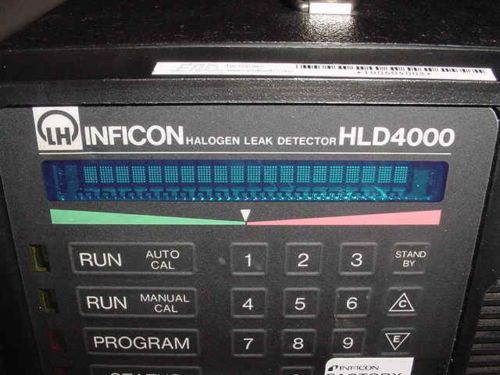 LH INFICON HALOGEN LEAK DETECTOR HLD4000
RUN AUTO CAL 1 2 3 STAND BY
RUN MANUAL CAL 4 5 6 C
PROGRAM 7 8 9 E
INFICON
FACTORY